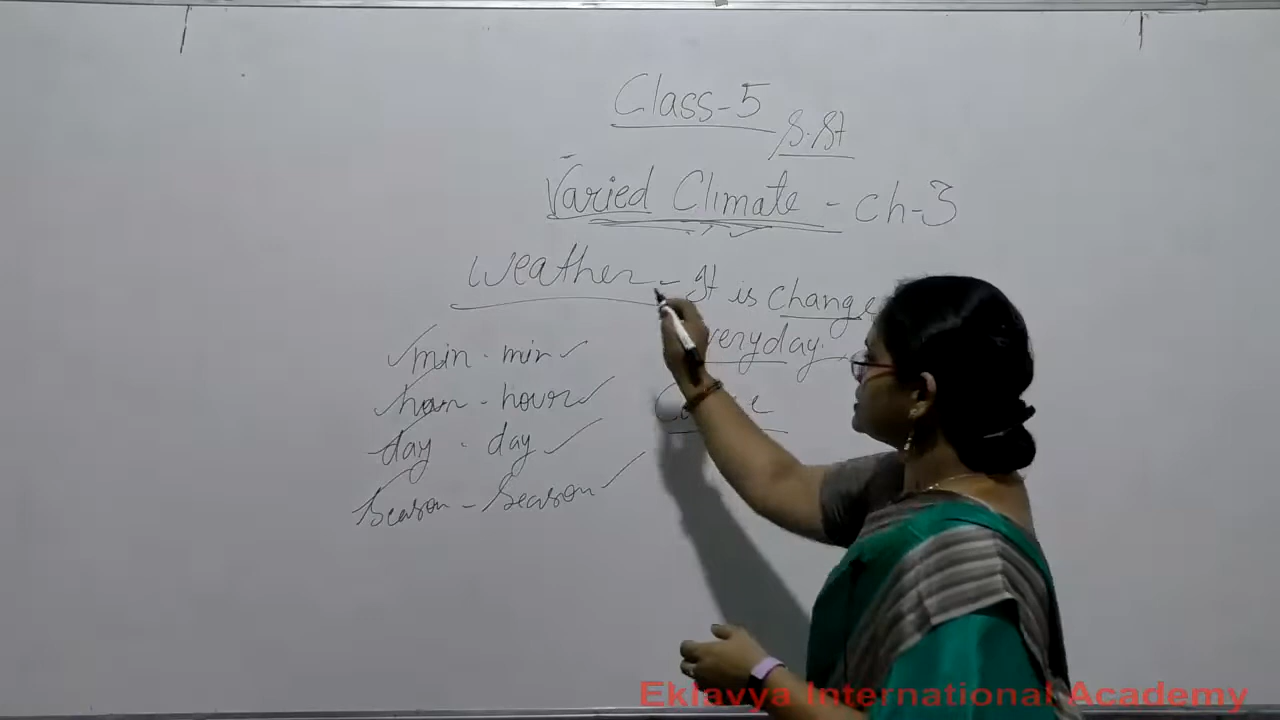 Class-5
S.St
Varied Climate - Ch-3
Weather - It is change
everyday.
min - min
hour - hour
day - day
Season - Season
Eklavya International Academy